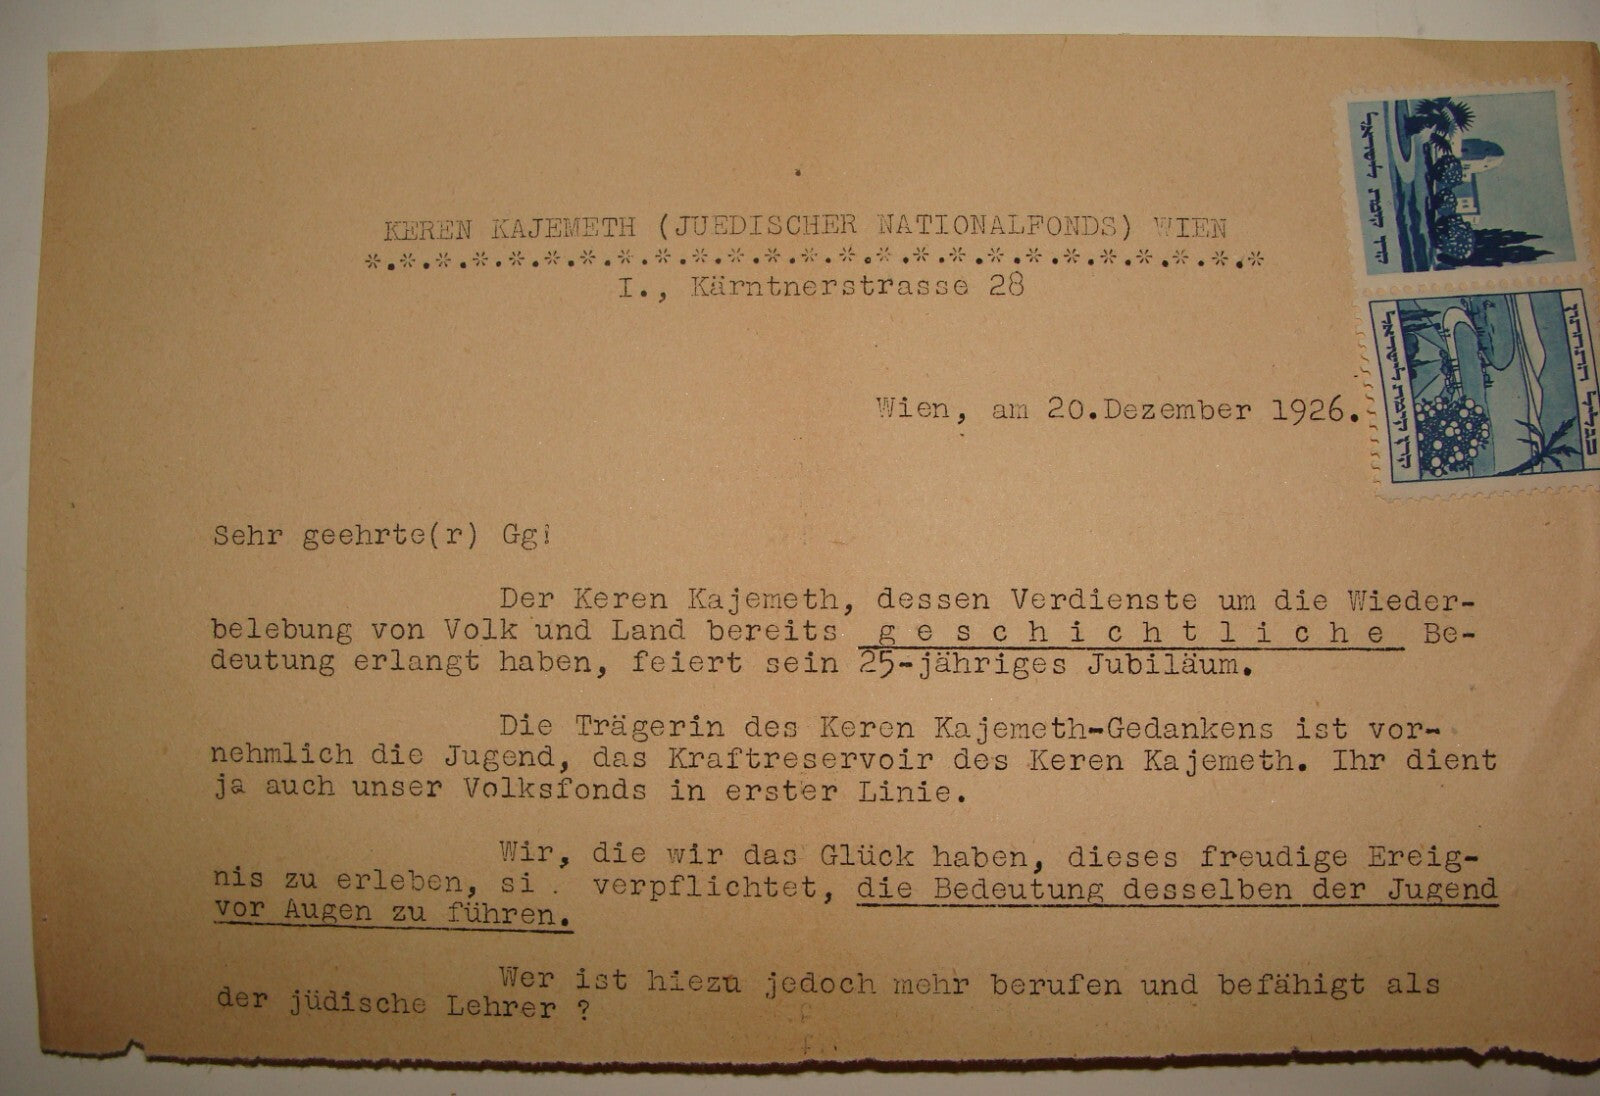 KEREN KAJEMETH (JUEDISCHER NATIONALFONDS) WIEN
*.*.*.*.*.*.*.*.*.*.*.*.*.*.*.*.*.*.*.*.*.*.*.*.*
I., Kärntnerstrasse 28
Wien, am 20.Dezember 1926.
Sehr geehrte(r) Gg!
Der Keren Kajemeth, dessen Verdienste um die Wieder-
belebung von Volk und Land bereits g e s c h i c h t l i c h e Be-
deutung erlangt haben, feiert sein 25-jähriges Jubiläum.
Die Trägerin des Keren Kajemeth-Gedankens ist vor-
nehmlich die Jugend, das Kraftreservoir des Keren Kajemeth. Ihr dient
ja auch unser Volksfonds in erster Linie.
Wir, die wir das Glück haben, dieses freudige Ereig-
nis zu erleben, si verpflichtet, die Bedeutung desselben der Jugend
vor Augen zu führen.
Wer ist hiezu jedoch mehr berufen und befähigt als
der jüdische Lehrer ?
קרן קימת לישראל